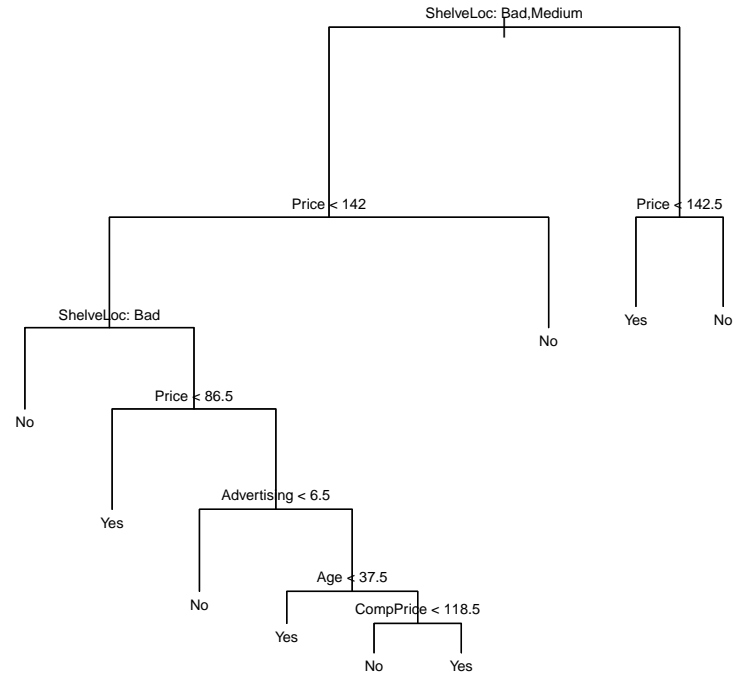 ShelveLoc: Bad,Medium
Price < 142
Price < 142.5
ShelveLoc: Bad
Yes
No
No
Price < 86.5
No
Advertising < 6.5
Yes
Age < 37.5
No
CompPrice < 118.5
Yes
No
Yes